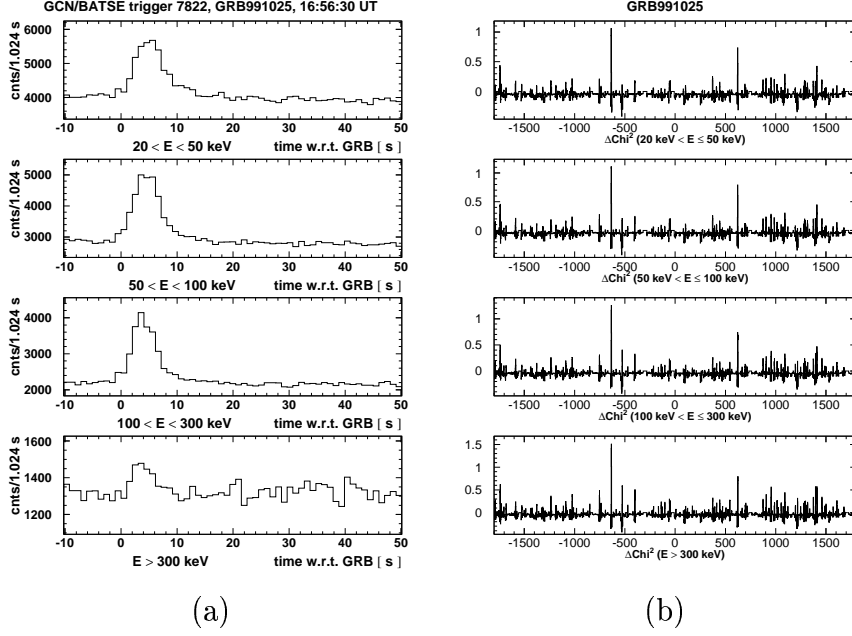 GCN/BATSE trigger 7822, GRB991025, 16:56:30 UT
cnts/1.024 s
6000
5000
4000
-10 0 10 20 30 40 50
20 < E < 50 keV time w.r.t. GRB [ s ]
cnts/1.024 s
5000
4000
3000
-10 0 10 20 30 40 50
50 < E < 100 keV time w.r.t. GRB [ s ]
cnts/1.024 s
4000
3000
2000
-10 0 10 20 30 40 50
100 < E < 300 keV time w.r.t. GRB [ s ]
cnts/1.024 s
1600
1400
1200
-10 0 10 20 30 40 50
E > 300 keV time w.r.t. GRB [ s ]
(a)
GRB991025
1
0.5
0
-1500 -1000 -500 0 500 1000 1500
ΔChi² (20 keV < E ≤ 50 keV)
1
0.5
0
-1500 -1000 -500 0 500 1000 1500
ΔChi² (50 keV < E ≤ 100 keV)
1
0.5
0
-1500 -1000 -500 0 500 1000 1500
ΔChi² (100 keV < E ≤ 300 keV)
1.5
1
0.5
0
-1500 -1000 -500 0 500 1000 1500
ΔChi² (E > 300 keV)
(b)